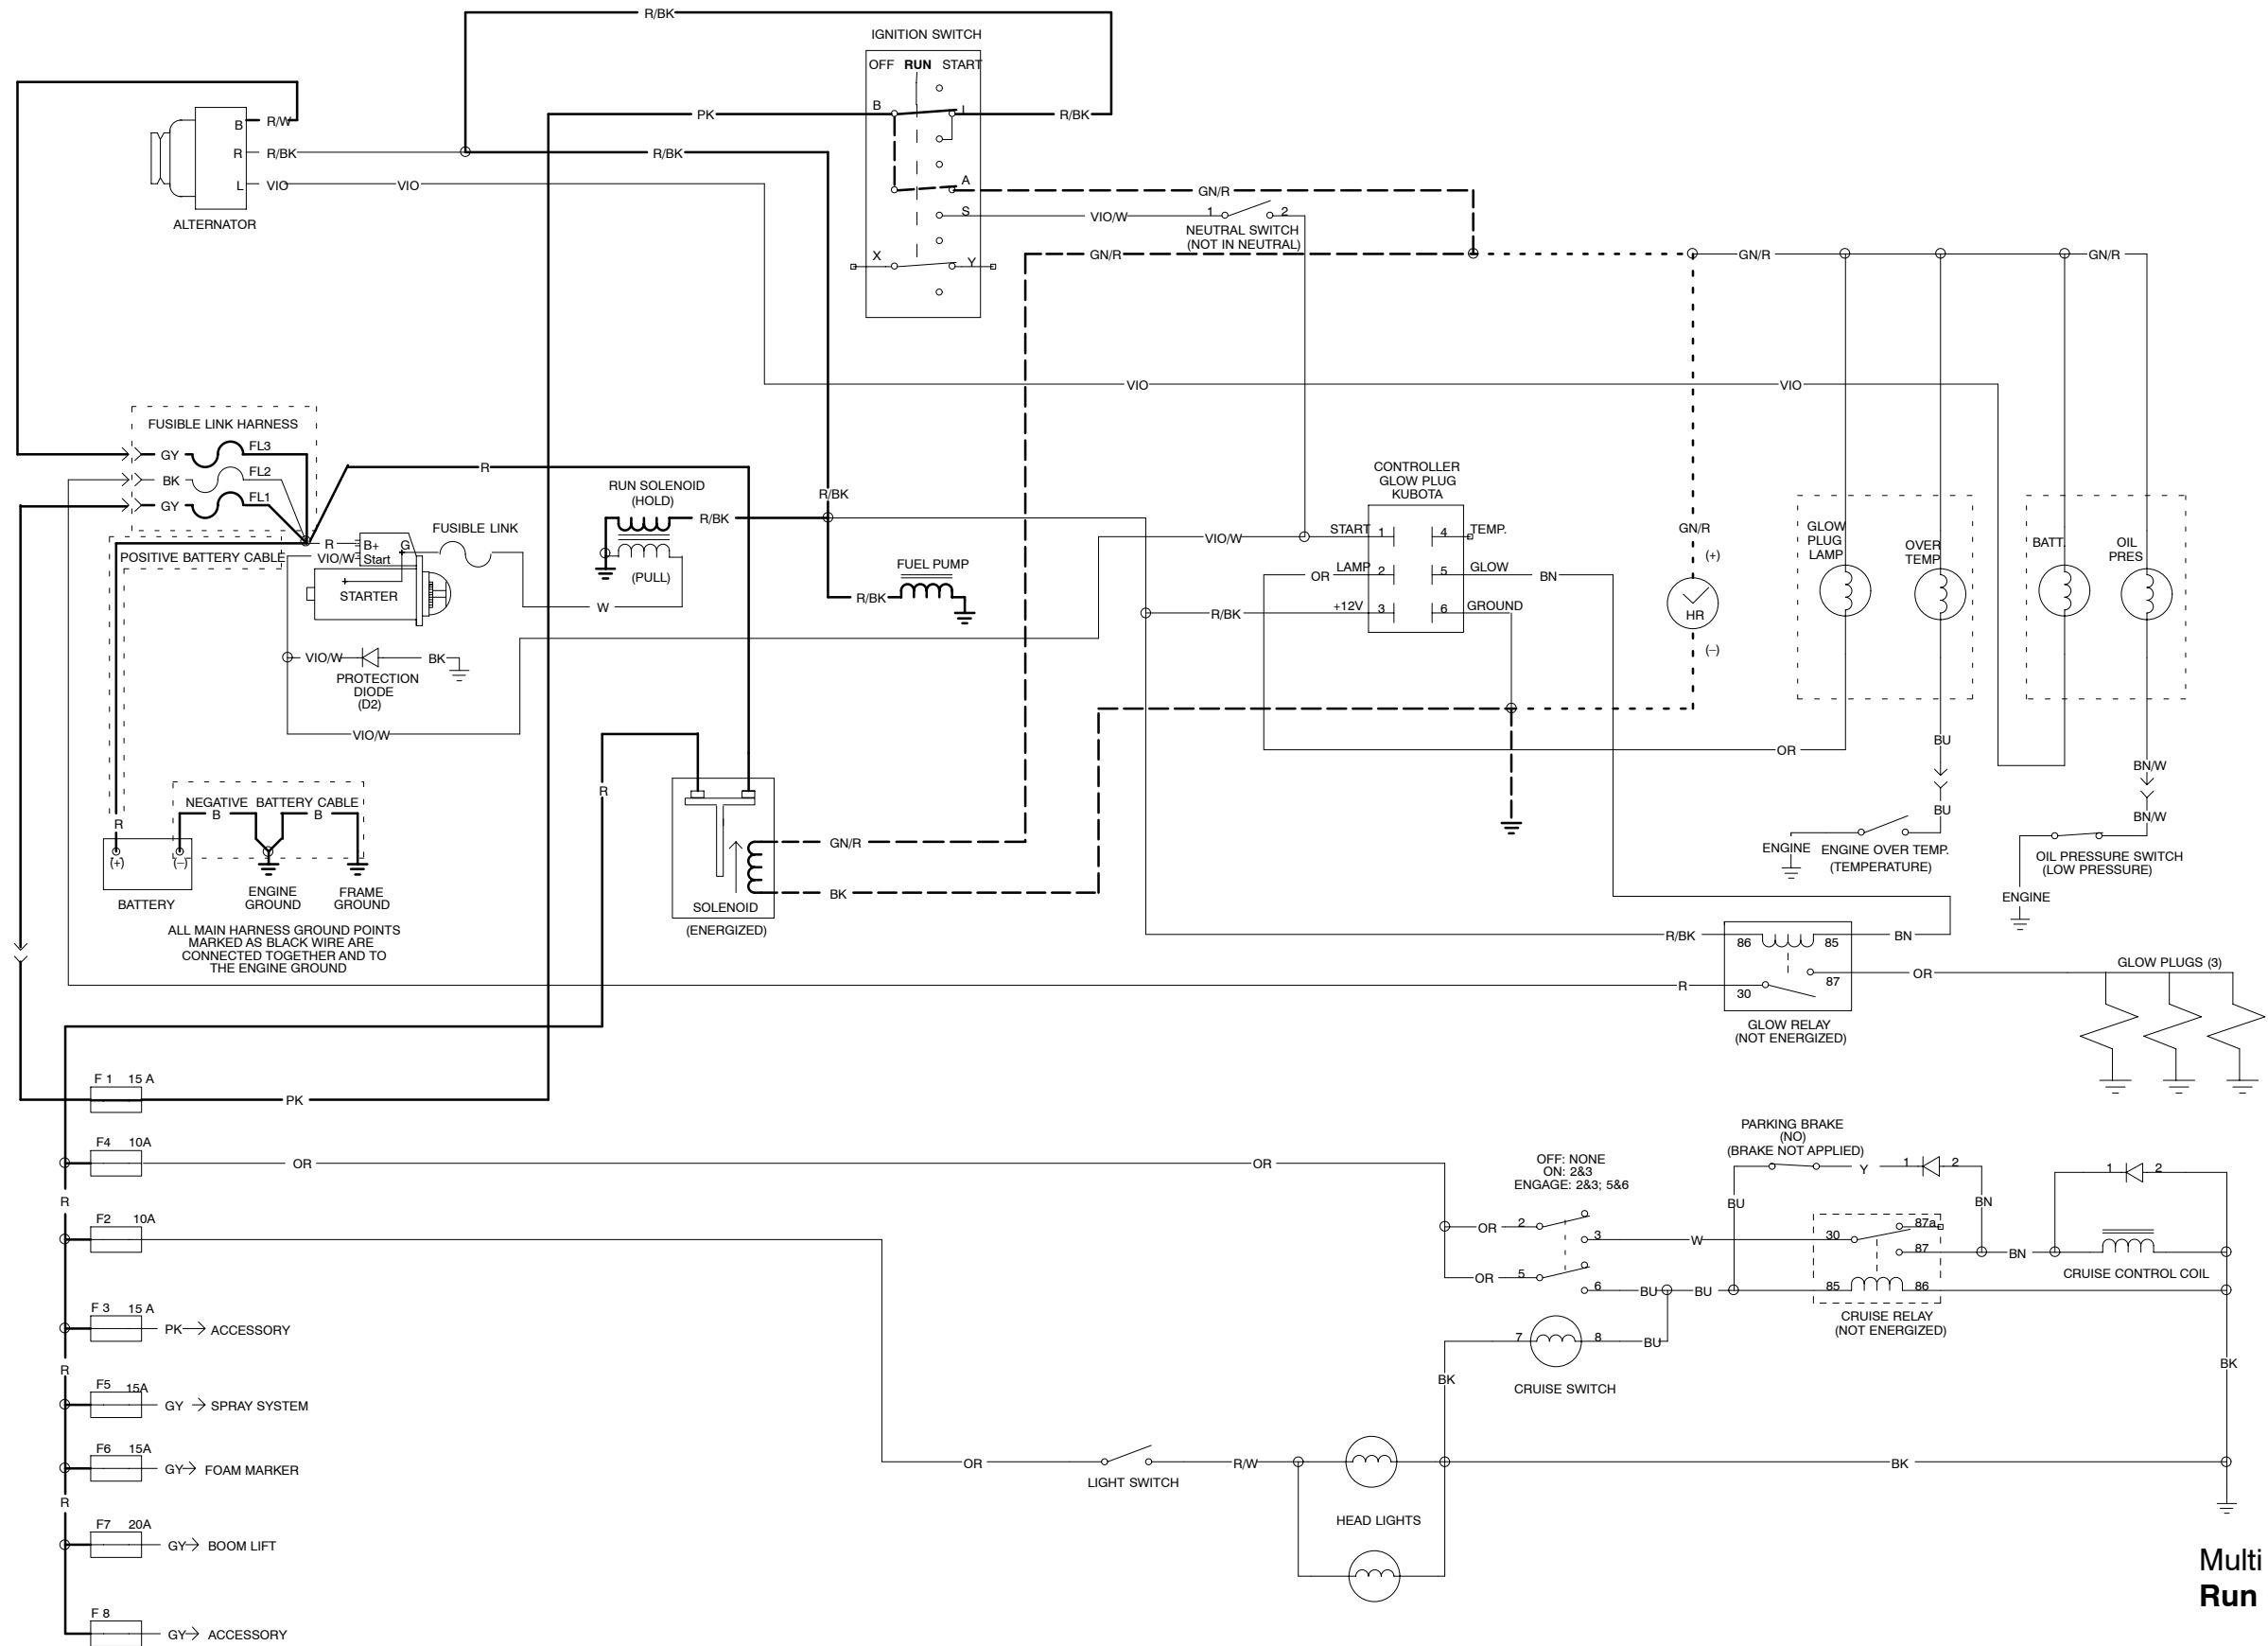 R/BK
IGNITION SWITCH
OFF RUN START
B
I
PK
R/BK
B
R/W
R
R/BK
R/BK
L
VIO
VIO
ALTERNATOR
A
GN/R
S
VIO/W
1
2
NEUTRAL SWITCH
(NOT IN NEUTRAL)
X
Y
GN/R
GN/R
GN/R
VIO
VIO
FUSIBLE LINK HARNESS
GY
FL3
BK
FL2
GY
FL1
R
RUN SOLENOID
(HOLD)
R/BK
R/BK
(PULL)
W
FUSIBLE LINK
POSITIVE BATTERY CABLE
R
B+
G
VIO/W
Start
STARTER
FUEL PUMP
R/BK
VIO/W
BK
PROTECTION
DIODE
(D2)
VIO/W
CONTROLLER
GLOW PLUG
KUBOTA
VIO/W
START
1
4
TEMP.
OR
LAMP
2
5
GLOW
BN
R/BK
+12V
3
6
GROUND
GN/R
(+)
HR
(–)
GLOW
PLUG
LAMP
OVER
TEMP
BATT.
OIL
PRES
OR
BU
BU
BN/W
BN/W
ENGINE
ENGINE OVER TEMP.
(TEMPERATURE)
OIL PRESSURE SWITCH
(LOW PRESSURE)
ENGINE
NEGATIVE BATTERY CABLE
B
B
R
(+)
(–)
BATTERY
ENGINE
GROUND
FRAME
GROUND
ALL MAIN HARNESS GROUND POINTS
MARKED AS BLACK WIRE ARE
CONNECTED TOGETHER AND TO
THE ENGINE GROUND
R
GN/R
BK
SOLENOID
(ENERGIZED)
R/BK
86
85
BN
R
30
87
OR
GLOW RELAY
(NOT ENERGIZED)
GLOW PLUGS (3)
F 1 15 A
PK
F4 10A
OR
OR
R
F2 10A
F 3 15 A
PK
ACCESSORY
R
F5 15A
GY
SPRAY SYSTEM
F6 15A
GY
FOAM MARKER
R
F7 20A
GY
BOOM LIFT
F 8
GY
ACCESSORY
OFF: NONE
ON: 2&3
ENGAGE: 2&3; 5&6
OR
2
3
W
OR
5
6
BU
BU
7
8
BU
BK
CRUISE SWITCH
PARKING BRAKE
(NO)
(BRAKE NOT APPLIED)
Y
1
2
BU
BN
30
87a
87
BN
85
86
CRUISE RELAY
(NOT ENERGIZED)
1
2
CRUISE CONTROL COIL
BK
OR
LIGHT SWITCH
R/W
BK
HEAD LIGHTS
Multi
Run